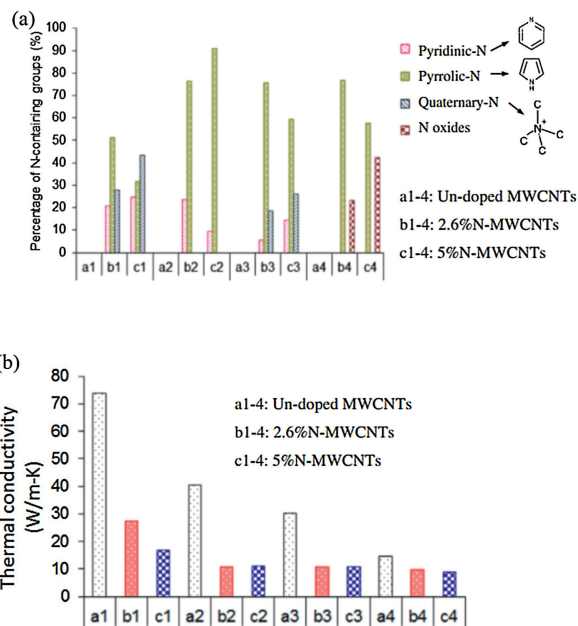 (a)
Percentage of N-containing groups (%)
100
90
80
70
60
50
40
30
20
10
0
a1 b1 c1 a2 b2 c2 a3 b3 c3 a4 b4 c4
Pyridinic-N
Pyrrolic-N
Quaternary-N
N oxides
N
N
H
C
N+
C
C
C
a1-4: Un-doped MWCNTs
b1-4: 2.6%N-MWCNTs
c1-4: 5%N-MWCNTs
(b)
Thermal conductivity
(W/m-K)
80
70
60
50
40
30
20
10
0
a1-4: Un-doped MWCNTs
b1-4: 2.6%N-MWCNTs
c1-4: 5%N-MWCNTs
a1 b1 c1 a2 b2 c2 a3 b3 c3 a4 b4 c4